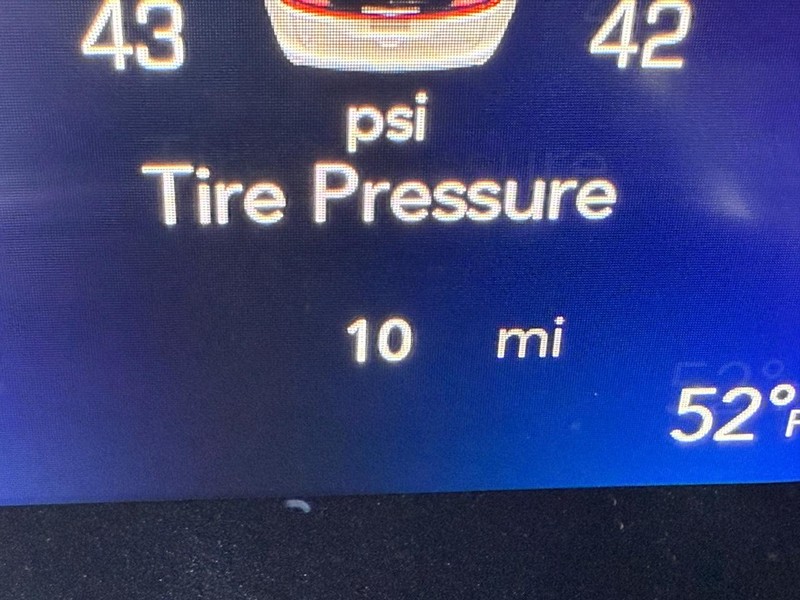 43 42
psi
Tire Pressure
10 mi
52°F